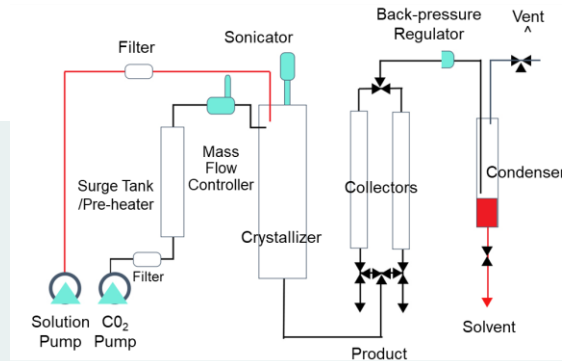 Back-pressure
Regulator
Vent
^
Sonicator
Filter
Mass
Flow
Controller
Surge Tank
/Pre-heater
Collectors
Condenser
Crystallizer
Filter
Solution
Pump
C0₂
Pump
Solvent
Product